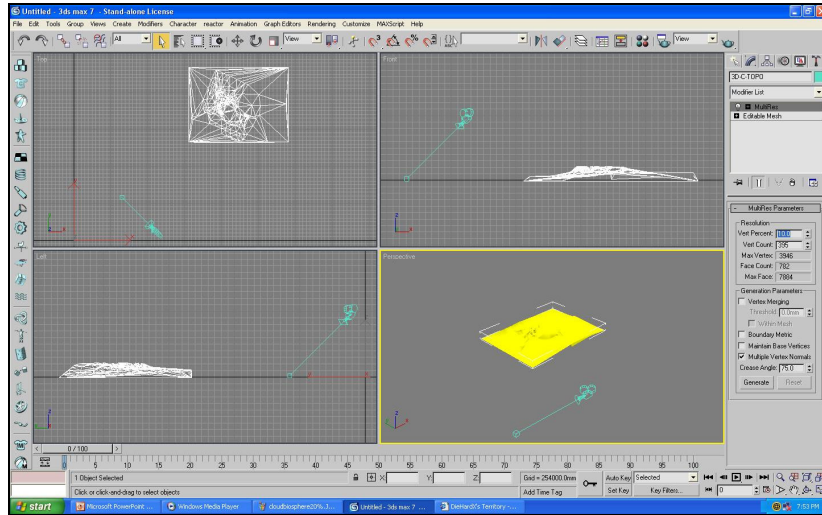 Untitled - 3ds max 7 - Stand-alone License
File Edit Tools Group Views Create Modifiers Character reactor Animation Graph Editors Rendering Customize MAXScript Help
All
View
View
Top
Front
Left
Perspective
3D-C-TOPO
Modifier List
MultiRes
Editable Mesh
MultiRes Parameters
Resolution
Vert Percent: 10.0
Vert Count: 395
Max Vertex: 3946
Face Count: 782
Max Face: 7884
Generation Parameters
Vertex Merging
Threshold: 0.0mm
Within Mesh
Boundary Metric
Maintain Base Vertices
Multiple Vertex Normals
Crease Angle: 75.0
Generate Reset
0 / 100
0 5 10 15 20 25 30 35 40 45 50 55 60 65 70 75 80 85 90 95 100
1 Object Selected
X: Y: Z:
Grid = 254000.0mm
Auto Key Selected
Click or click-and-drag to select objects
Add Time Tag
Set Key Key Filters...
0
start
Microsoft PowerPoint ...
Windows Media Player
cloudbiosphere20%.J...
Untitled - 3ds max 7 ...
DieHardX's Territory -...
7:53 PM